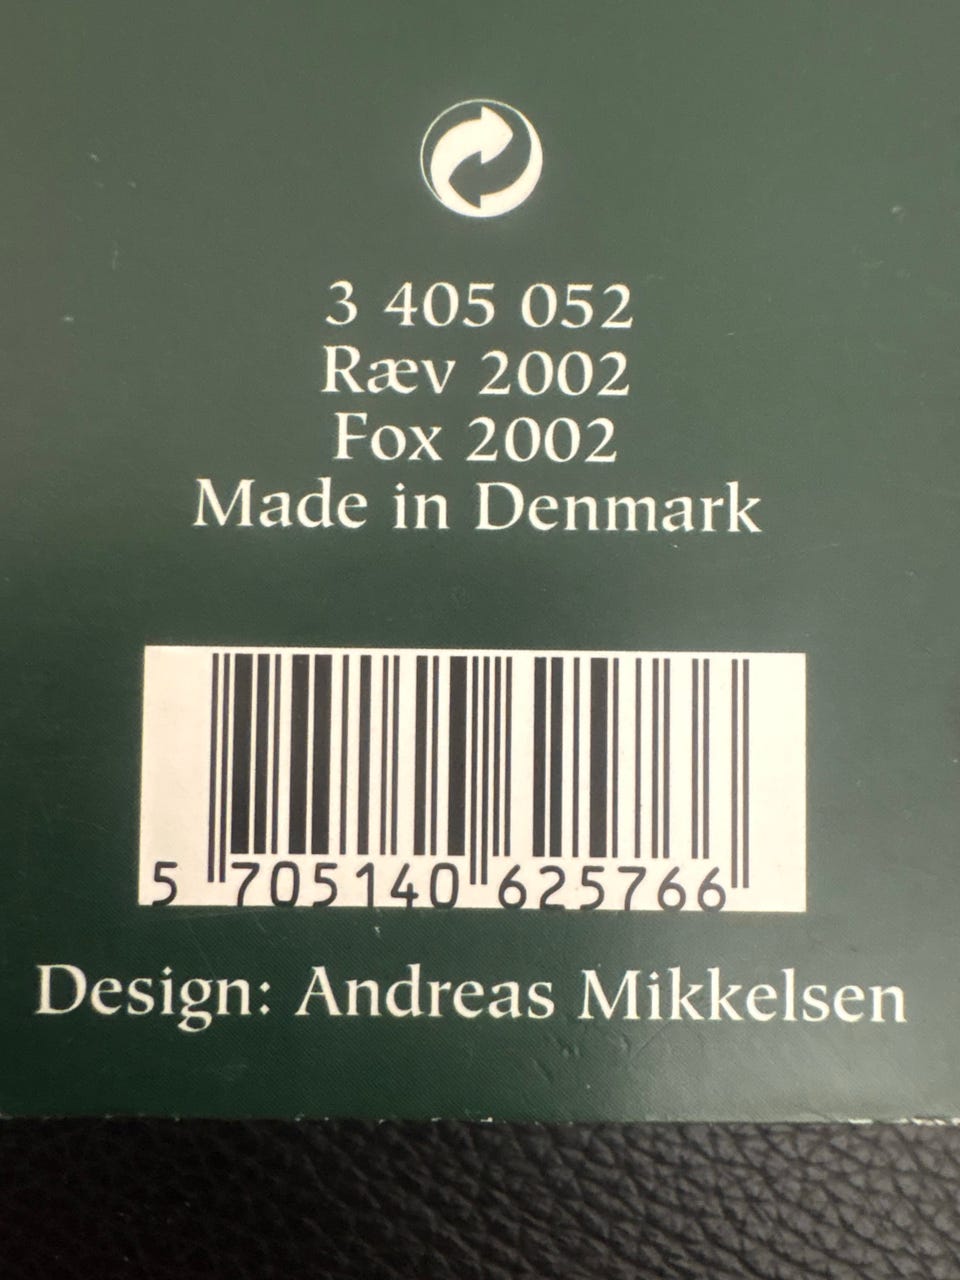 3 405 052
Ræv 2002
Fox 2002
Made in Denmark
5 705140 625766
Design: Andreas Mikkelsen